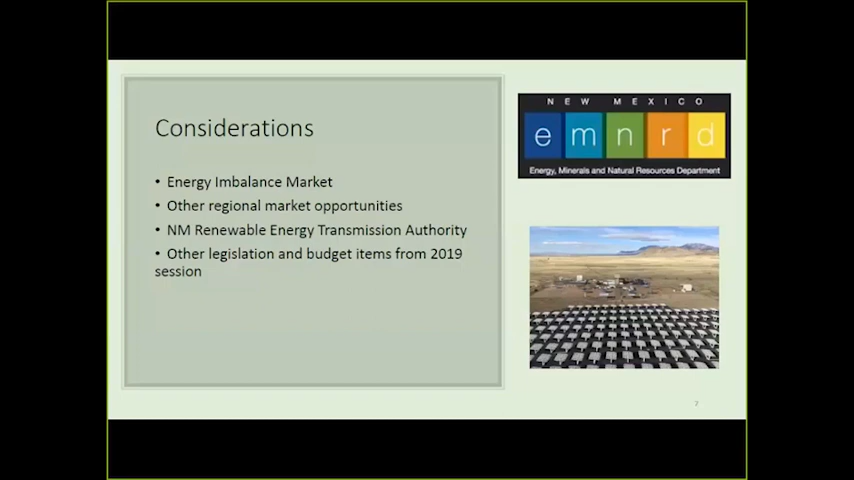 Considerations
• Energy Imbalance Market
• Other regional market opportunities
• NM Renewable Energy Transmission Authority
• Other legislation and budget items from 2019
session
NEW MEXICO
emnrd
Energy, Minerals and Natural Resources Department
7